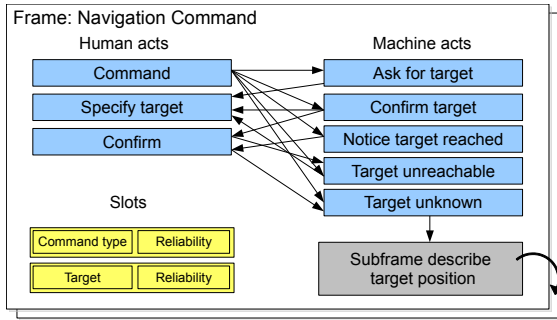 Frame: Navigation Command
Human acts
Machine acts
Command
Ask for target
Specify target
Confirm target
Confirm
Notice target reached
Target unreachable
Target unknown
Slots
Command type
Reliability
Target
Reliability
Subframe describe
target position